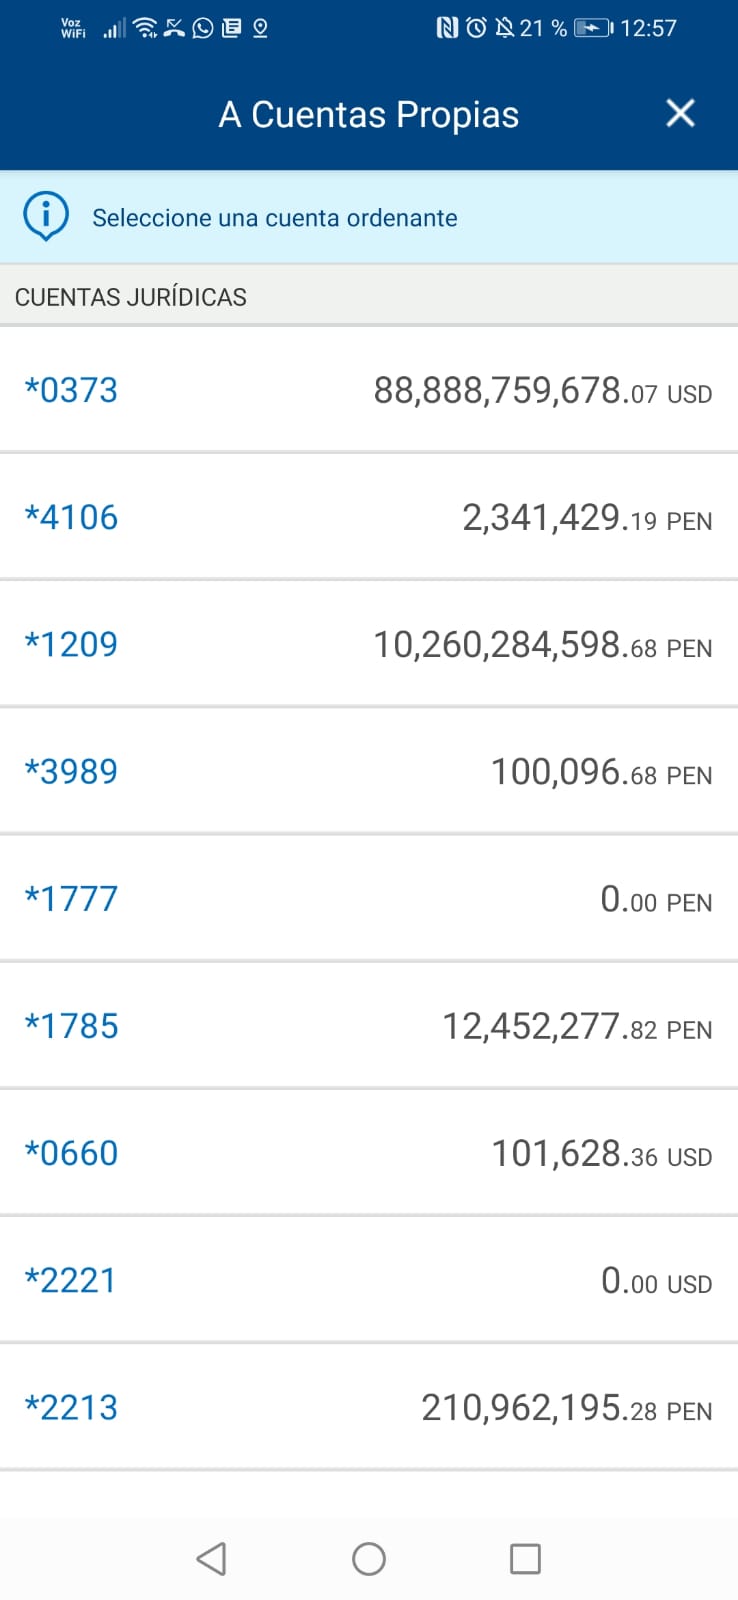 Voz
WiFi
21 %
12:57
A Cuentas Propias
Seleccione una cuenta ordenante
CUENTAS JURÍDICAS
*0373 88,888,759,678.07 USD
*4106 2,341,429.19 PEN
*1209 10,260,284,598.68 PEN
*3989 100,096.68 PEN
*1777 0.00 PEN
*1785 12,452,277.82 PEN
*0660 101,628.36 USD
*2221 0.00 USD
*2213 210,962,195.28 PEN